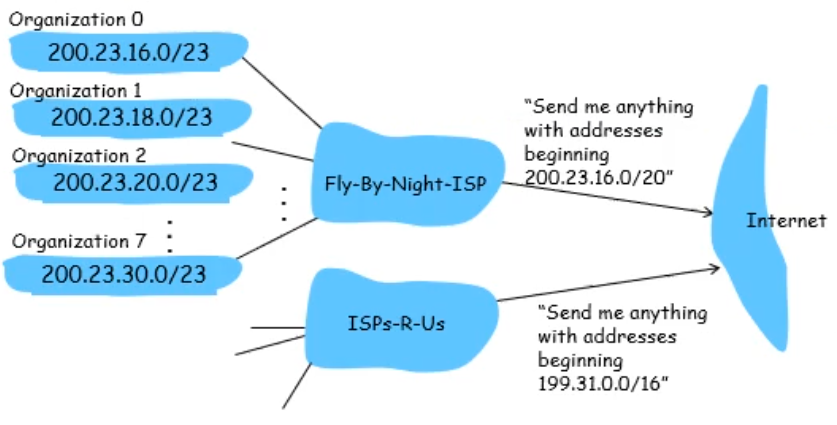 Organization 0
200.23.16.0/23
Organization 1
200.23.18.0/23
Organization 2
200.23.20.0/23
Organization 7
200.23.30.0/23
Fly-By-Night-ISP
“Send me anything
with addresses
beginning
200.23.16.0/20”
Internet
ISPs-R-Us
“Send me anything
with addresses
beginning
199.31.0.0/16”